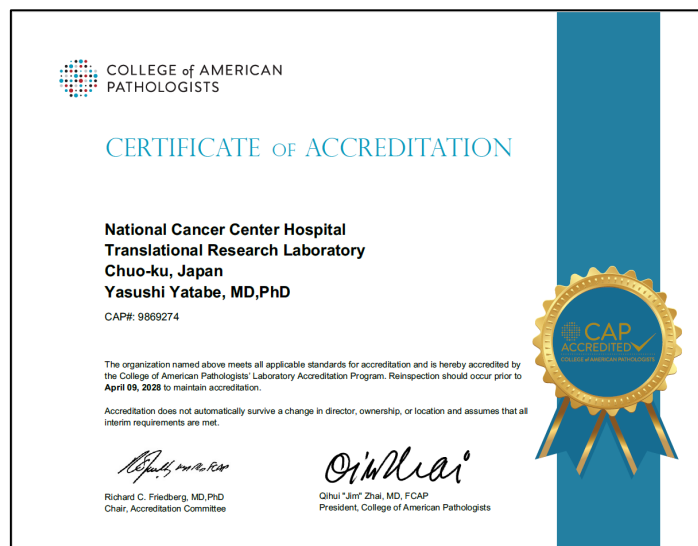 COLLEGE of AMERICAN
PATHOLOGISTS
CERTIFICATE OF ACCREDITATION
National Cancer Center Hospital
Translational Research Laboratory
Chuo-ku, Japan
Yasushi Yatabe, MD,PhD
CAP#: 9869274
The organization named above meets all applicable standards for accreditation and is hereby accredited by
the College of American Pathologists' Laboratory Accreditation Program. Reinspection should occur prior to
April 09, 2028 to maintain accreditation.
Accreditation does not automatically survive a change in director, ownership, or location and assumes that all
interim requirements are met.
Richard C. Friedberg, MD,PhD
Chair, Accreditation Committee
Qihui "Jim" Zhai, MD, FCAP
President, College of American Pathologists
CAP
ACCREDITED
COLLEGE of AMERICAN PATHOLOGISTS